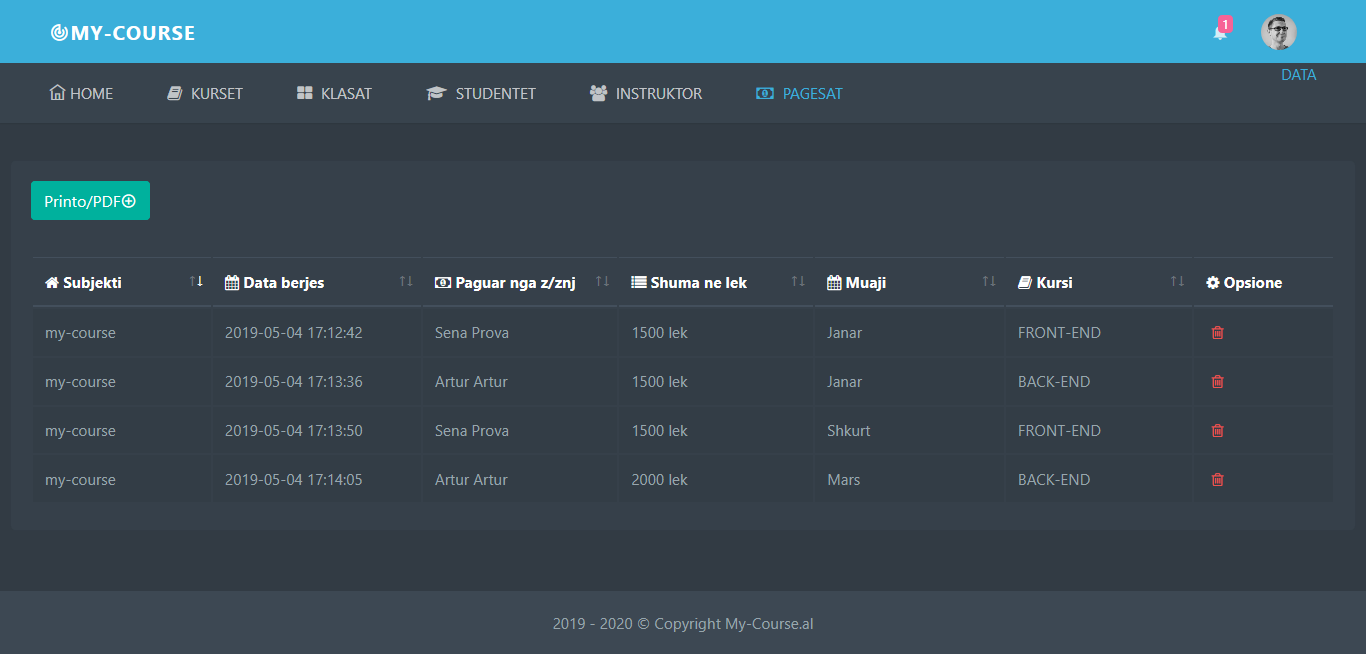 MY-COURSE
1
DATA
HOME KURSET KLASAT STUDENTET INSTRUKTOR PAGESAT
Printo/PDF
Subjekti Data berjes Paguar nga z/znj Shuma ne lek Muaji Kursi Opsione
my-course 2019-05-04 17:12:42 Sena Prova 1500 lek Janar FRONT-END
my-course 2019-05-04 17:13:36 Artur Artur 1500 lek Janar BACK-END
my-course 2019-05-04 17:13:50 Sena Prova 1500 lek Shkurt FRONT-END
my-course 2019-05-04 17:14:05 Artur Artur 2000 lek Mars BACK-END
2019 - 2020 © Copyright My-Course.al